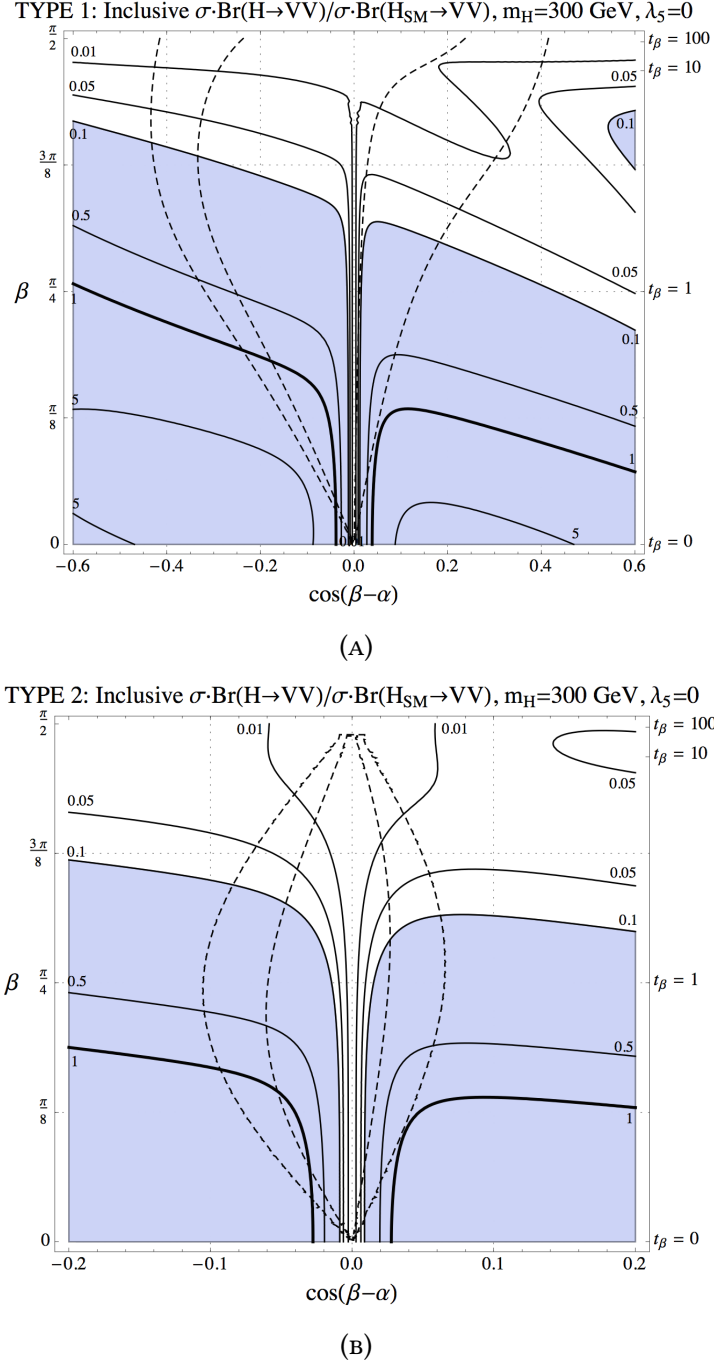 TYPE 1: Inclusive σ·Br(H→VV)/σ·Br(H_SM→VV), m_H=300 GeV, λ_5=0
π/2
t_β = 100
0.01
t_β = 10
0.05
0.05
0.1
0.1
3π/8
0.5
0.05
β
π/4
1
t_β = 1
0.1
π/8
5
0.5
1
5
5
0
t_β = 0
−0.6
−0.4
−0.2
0.0
0.2
0.4
0.6
cos(β−α)
(A)
TYPE 2: Inclusive σ·Br(H→VV)/σ·Br(H_SM→VV), m_H=300 GeV, λ_5=0
π/2
0.01
0.01
t_β = 100
t_β = 10
0.05
0.05
0.1
3π/8
0.05
0.1
β
π/4
0.5
t_β = 1
0.5
1
π/8
1
0
t_β = 0
−0.2
−0.1
0.0
0.1
0.2
cos(β−α)
(B)